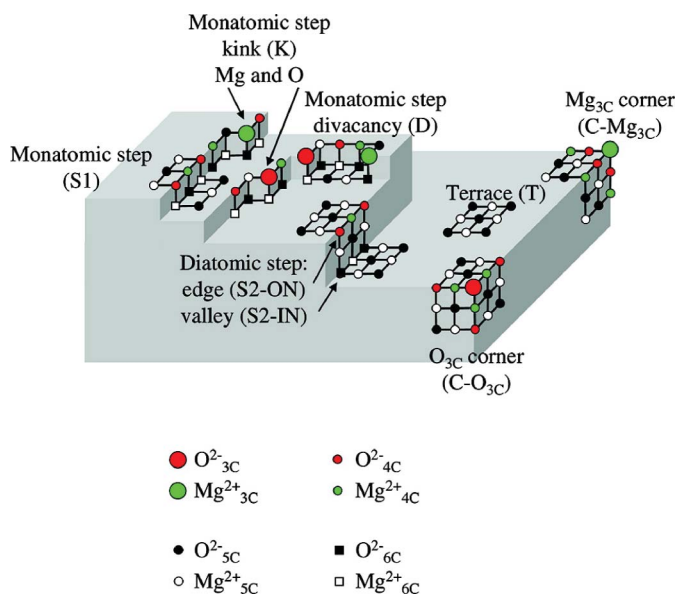 Monatomic step
kink (K)
Mg and O
Monatomic step
divacancy (D)
Mg3C corner
(C-Mg3C)
Monatomic step
(S1)
Terrace (T)
Diatomic step:
edge (S2-ON)
valley (S2-IN)
O3C corner
(C-O3C)
O2-3C
O2-4C
Mg2+3C
Mg2+4C
O2-5C
O2-6C
Mg2+5C
Mg2+6C